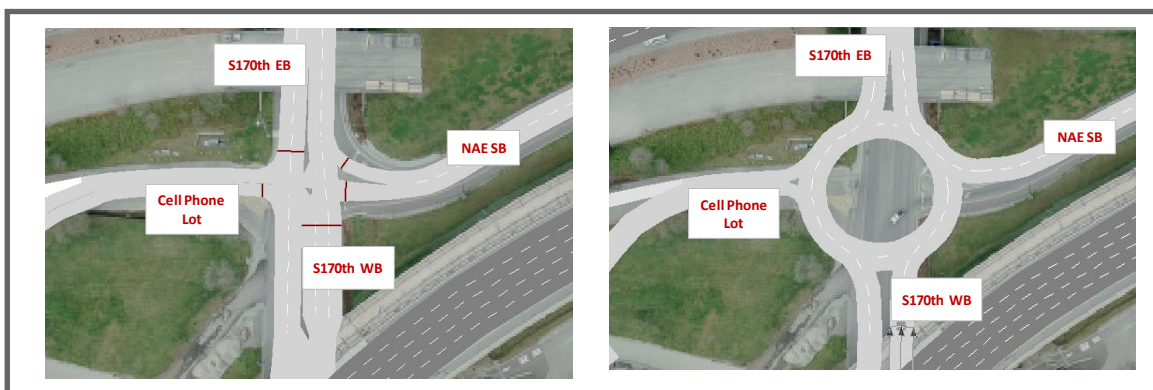 S170th EB
NAE SB
Cell Phone
Lot
S170th WB
S170th EB
NAE SB
Cell Phone
Lot
S170th WB